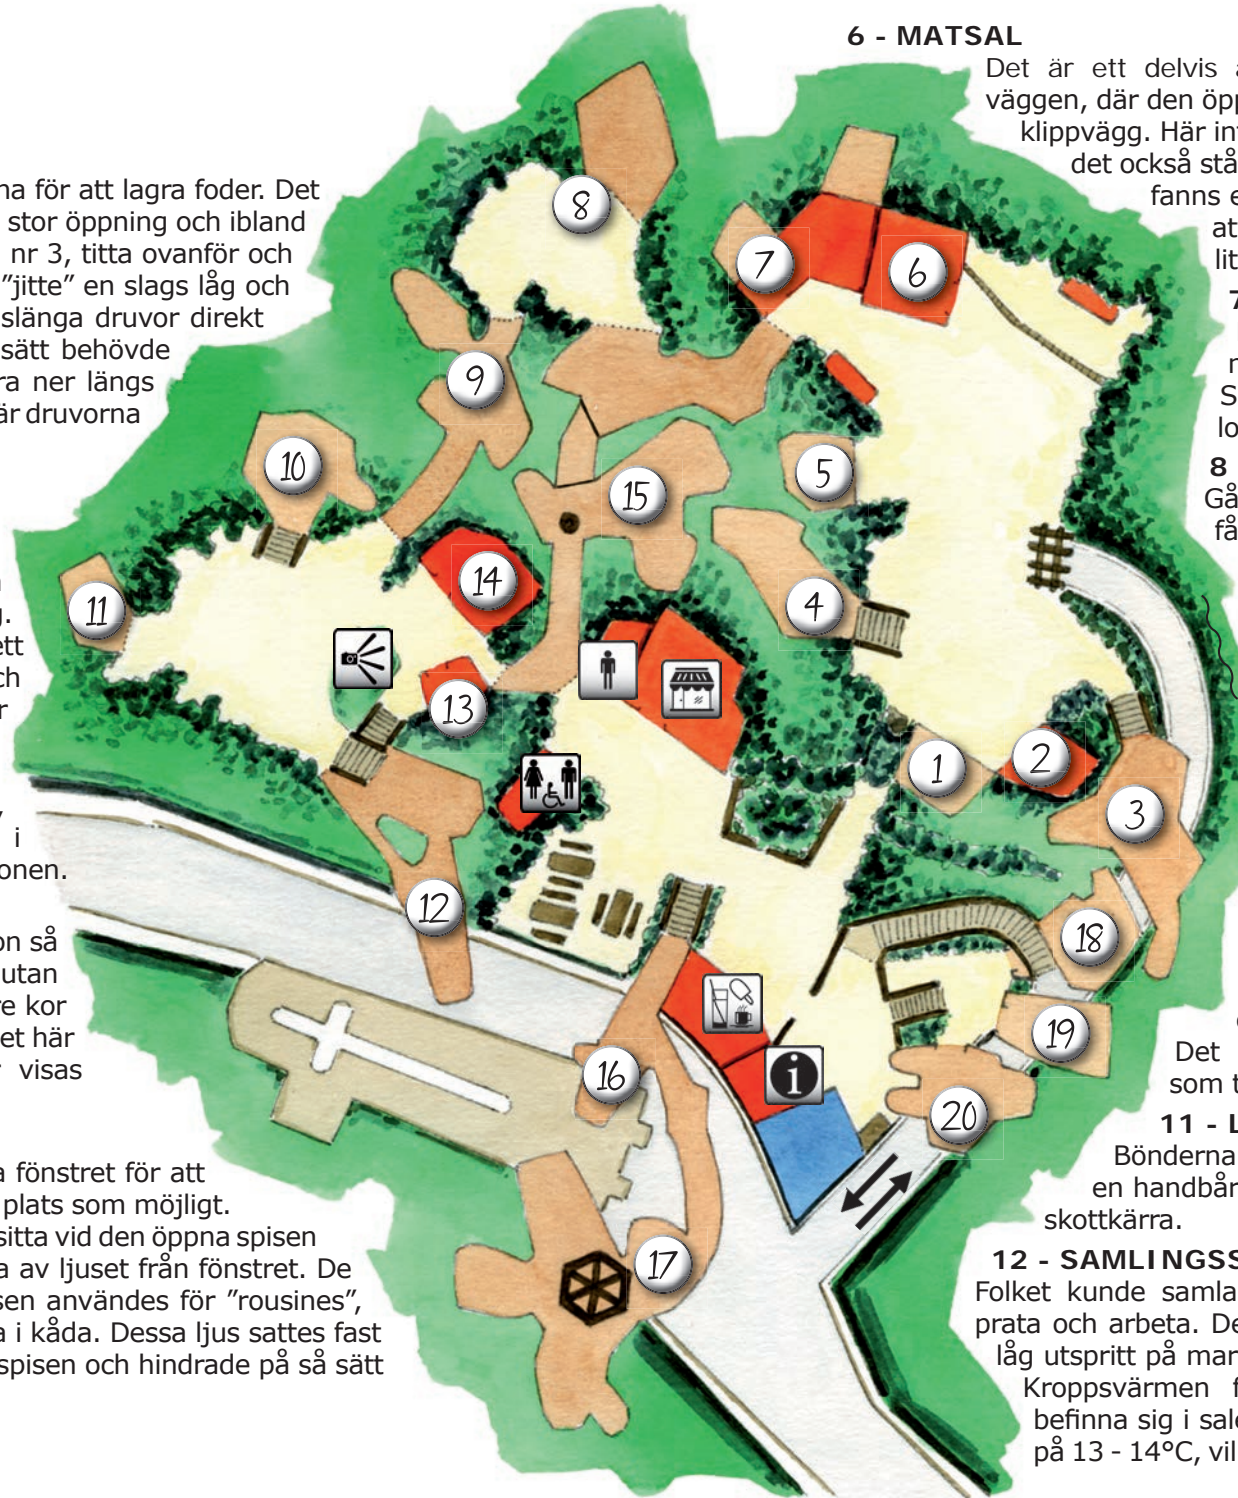 na för att lagra foder. Det
stor öppning och ibland
nr 3, titta ovanför och
”jitte” en slags låg och
slänga druvor direkt
sätt behövde
ra ner längs
är druvorna
g.
ett
ch
r
,
i
onen.
on så
utan
re kor
et här
visas
a fönstret för att
plats som möjligt.
sitta vid den öppna spisen
a av ljuset från fönstret. De
sen användes för ”rousines”,
a i kåda. Dessa ljus sattes fast
spisen och hindrade på så sätt
8
7
6
9
10
15
5
14
4
11
13
1
2
3
12
18
19
16
i
20
17
6 - MATSAL
Det är ett delvis a
väggen, där den öpp
klippvägg. Här in
det också stå
fanns e
at
lit
7
n
S
lo
8
Gå
få
Det
som t
11 - L
Bönderna
en handbår
skottkärra.
12 - SAMLINGSS
Folket kunde samla
prata och arbeta. De
låg utspritt på mar
Kroppsvärmen f
befinna sig i sale
på 13 - 14°C, vil